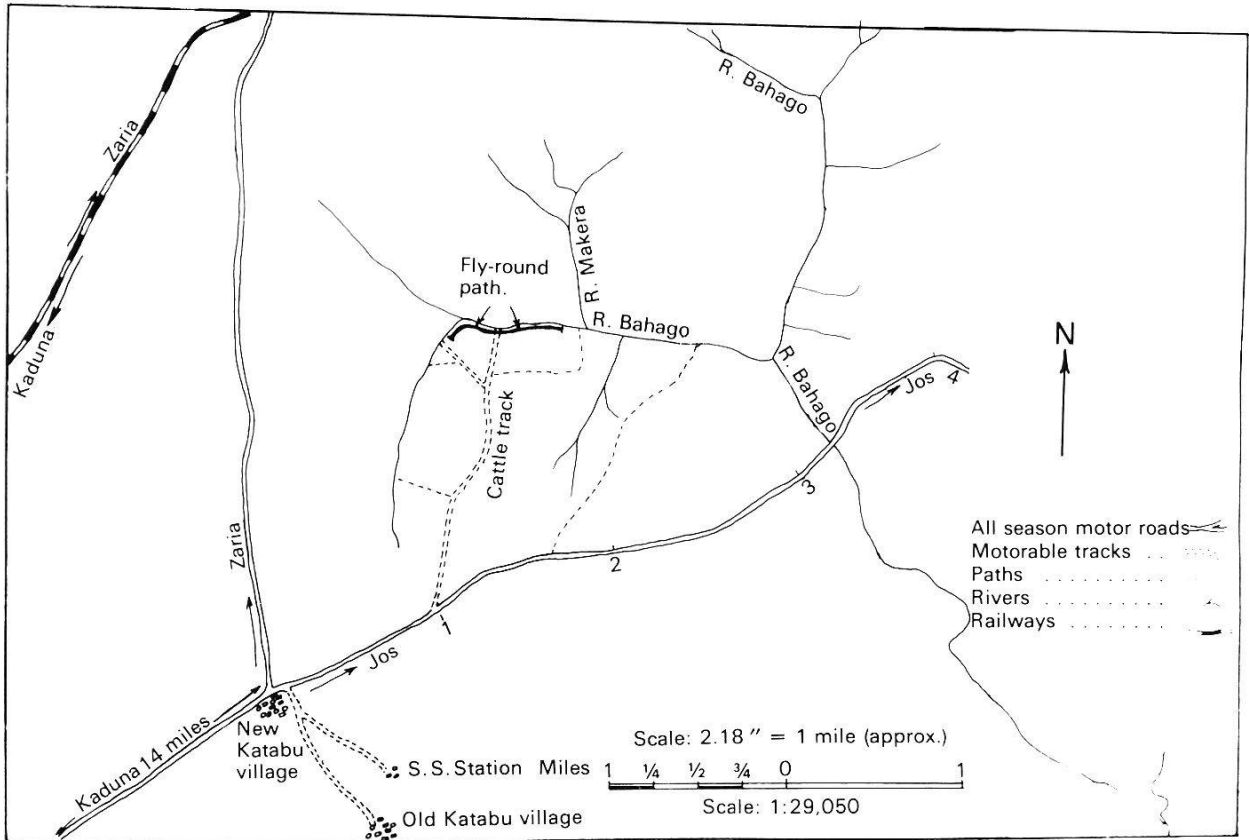 R. Bahago
Zaria
Kaduna
R. Makera
Fly-round
path.
R. Bahago
R. Bahago
N
Jos
4
Cattle track
3
Zaria
2
1
Jos
All season motor roads
Motorable tracks . .
Paths . . . . . . . . . .
Rivers . . . . . . . . . .
Railways . . . . . . .
Kaduna 14 miles
New
Katabu
village
S.S.Station
Old Katabu village
Scale: 2.18 " = 1 mile (approx.)
Miles 1 ¼ ½ ¾ 0 1
Scale: 1:29,050